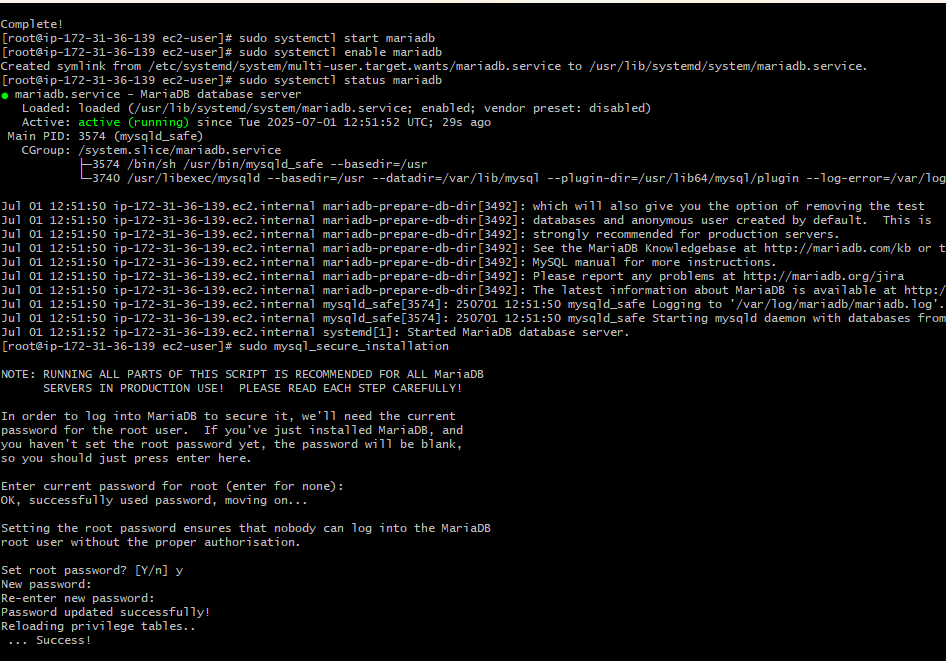 Complete!
[root@ip-172-31-36-139 ec2-user]# sudo systemctl start mariadb
[root@ip-172-31-36-139 ec2-user]# sudo systemctl enable mariadb
Created symlink from /etc/systemd/system/multi-user.target.wants/mariadb.service to /usr/lib/systemd/system/mariadb.service.
[root@ip-172-31-36-139 ec2-user]# sudo systemctl status mariadb
● mariadb.service - MariaDB database server
   Loaded: loaded (/usr/lib/systemd/system/mariadb.service; enabled; vendor preset: disabled)
   Active: active (running) since Tue 2025-07-01 12:51:52 UTC; 29s ago
 Main PID: 3574 (mysqld_safe)
   CGroup: /system.slice/mariadb.service
           ├─3574 /bin/sh /usr/bin/mysqld_safe --basedir=/usr
           └─3740 /usr/libexec/mysqld --basedir=/usr --datadir=/var/lib/mysql --plugin-dir=/usr/lib64/mysql/plugin --log-error=/var/log
Jul 01 12:51:50 ip-172-31-36-139.ec2.internal mariadb-prepare-db-dir[3492]: which will also give you the option of removing the test
Jul 01 12:51:50 ip-172-31-36-139.ec2.internal mariadb-prepare-db-dir[3492]: databases and anonymous user created by default.  This is
Jul 01 12:51:50 ip-172-31-36-139.ec2.internal mariadb-prepare-db-dir[3492]: strongly recommended for production servers.
Jul 01 12:51:50 ip-172-31-36-139.ec2.internal mariadb-prepare-db-dir[3492]: See the MariaDB Knowledgebase at http://mariadb.com/kb or t
Jul 01 12:51:50 ip-172-31-36-139.ec2.internal mariadb-prepare-db-dir[3492]: MySQL manual for more instructions.
Jul 01 12:51:50 ip-172-31-36-139.ec2.internal mariadb-prepare-db-dir[3492]: Please report any problems at http://mariadb.org/jira
Jul 01 12:51:50 ip-172-31-36-139.ec2.internal mariadb-prepare-db-dir[3492]: The latest information about MariaDB is available at http:/
Jul 01 12:51:50 ip-172-31-36-139.ec2.internal mysqld_safe[3574]: 250701 12:51:50 mysqld_safe Logging to '/var/log/mariadb/mariadb.log'.
Jul 01 12:51:50 ip-172-31-36-139.ec2.internal mysqld_safe[3574]: 250701 12:51:50 mysqld_safe Starting mysqld daemon with databases from
Jul 01 12:51:52 ip-172-31-36-139.ec2.internal systemd[1]: Started MariaDB database server.
[root@ip-172-31-36-139 ec2-user]# sudo mysql_secure_installation
NOTE: RUNNING ALL PARTS OF THIS SCRIPT IS RECOMMENDED FOR ALL MariaDB
      SERVERS IN PRODUCTION USE!  PLEASE READ EACH STEP CAREFULLY!
In order to log into MariaDB to secure it, we'll need the current
password for the root user.  If you've just installed MariaDB, and
you haven't set the root password yet, the password will be blank,
so you should just press enter here.
Enter current password for root (enter for none):
OK, successfully used password, moving on...
Setting the root password ensures that nobody can log into the MariaDB
root user without the proper authorisation.
Set root password? [Y/n] y
New password:
Re-enter new password:
Password updated successfully!
Reloading privilege tables..
 ... Success!